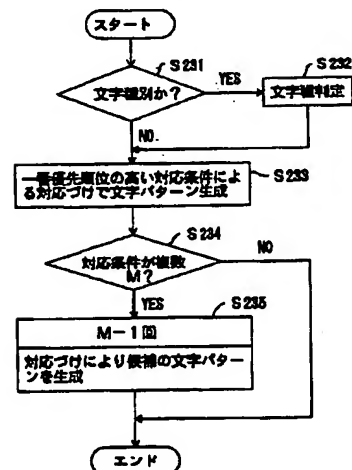 スタート
S231
文字種別か?
YES
S232
文字種判定
NO.
一番優先順位の高い対応条件によ
る対応づけで文字パターン生成
S233
S234
対応条件が複数
M?
NO
YES
S235
M-1回
対応づけにより候補の文字パター
ンを生成
エンド